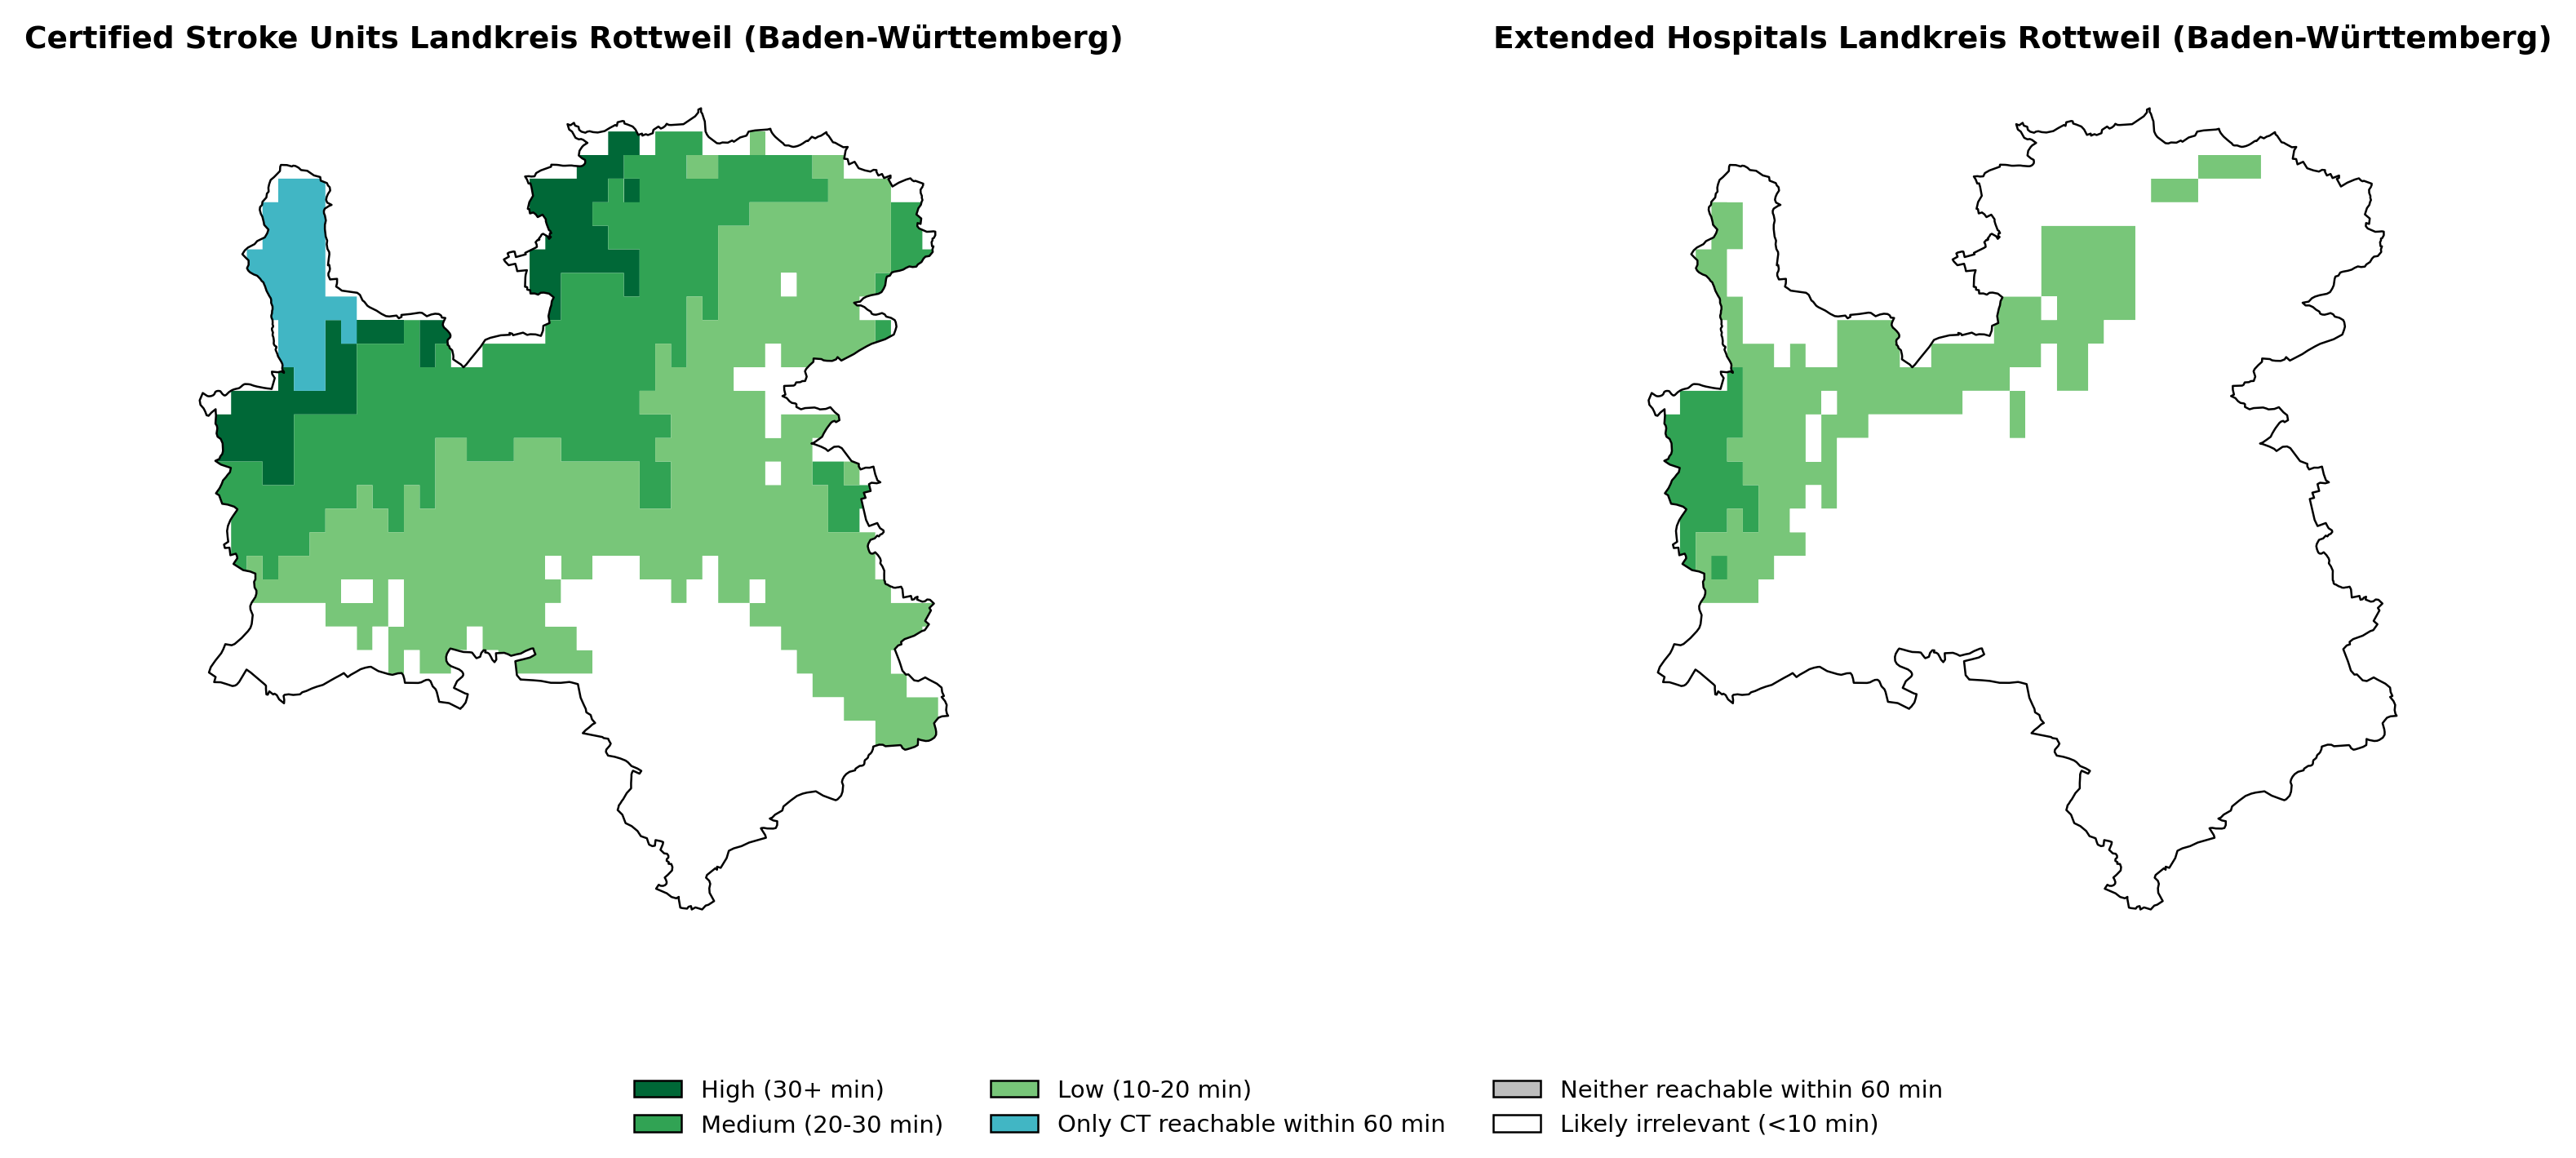 Certified Stroke Units Landkreis Rottweil (Baden-Württemberg)
Extended Hospitals Landkreis Rottweil (Baden-Württemberg)
High (30+ min)
Medium (20-30 min)
Low (10-20 min)
Only CT reachable within 60 min
Neither reachable within 60 min
Likely irrelevant (<10 min)